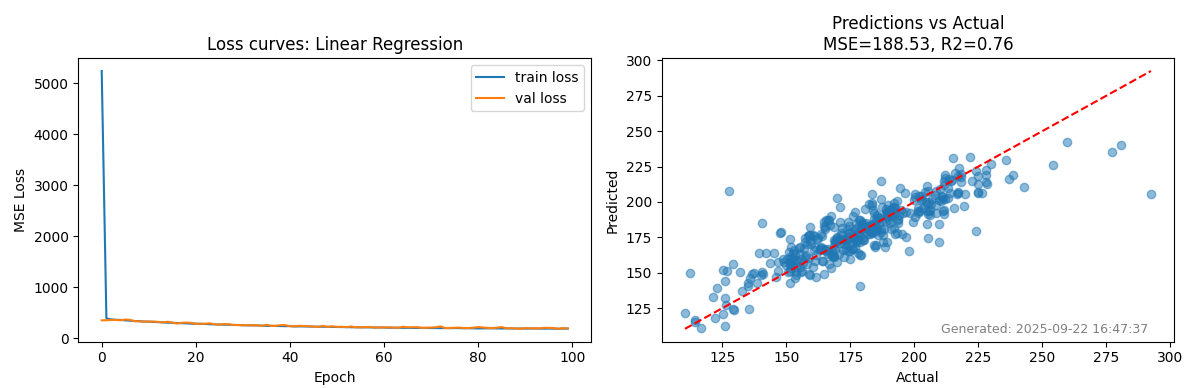 Loss curves: Linear Regression
MSE Loss
5000
4000
3000
2000
1000
0
train loss
val loss
0
20
40
60
80
100
Epoch
Predictions vs Actual
MSE=188.53, R2=0.76
Predicted
300
275
250
225
200
175
150
125
Generated: 2025-09-22 16:47:37
125
150
175
200
225
250
275
300
Actual